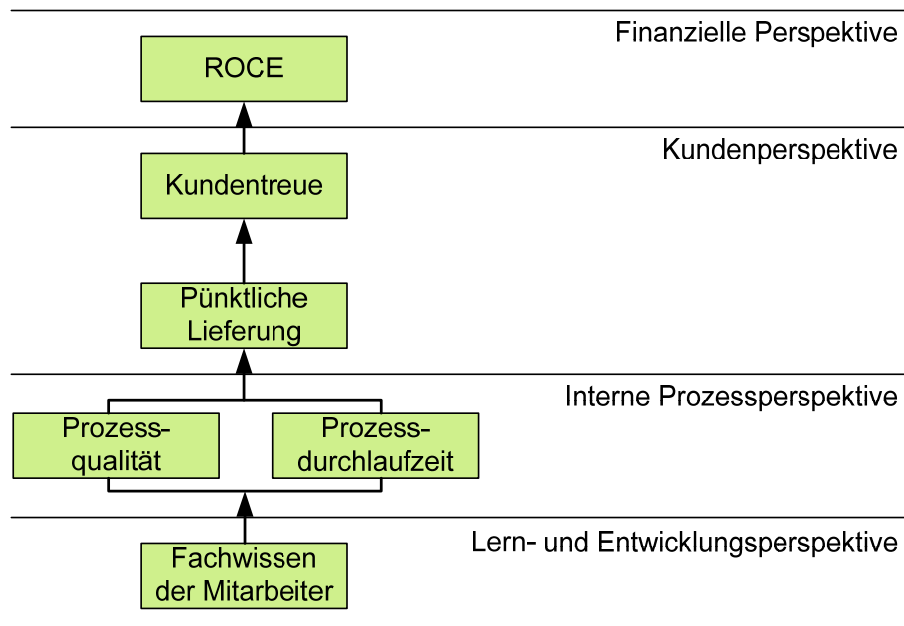 Finanzielle Perspektive
ROCE
Kundenperspektive
Kundentreue
Pünktliche
Lieferung
Interne Prozessperspektive
Prozess-
qualität
Prozess-
durchlaufzeit
Lern- und Entwicklungsperspektive
Fachwissen
der Mitarbeiter